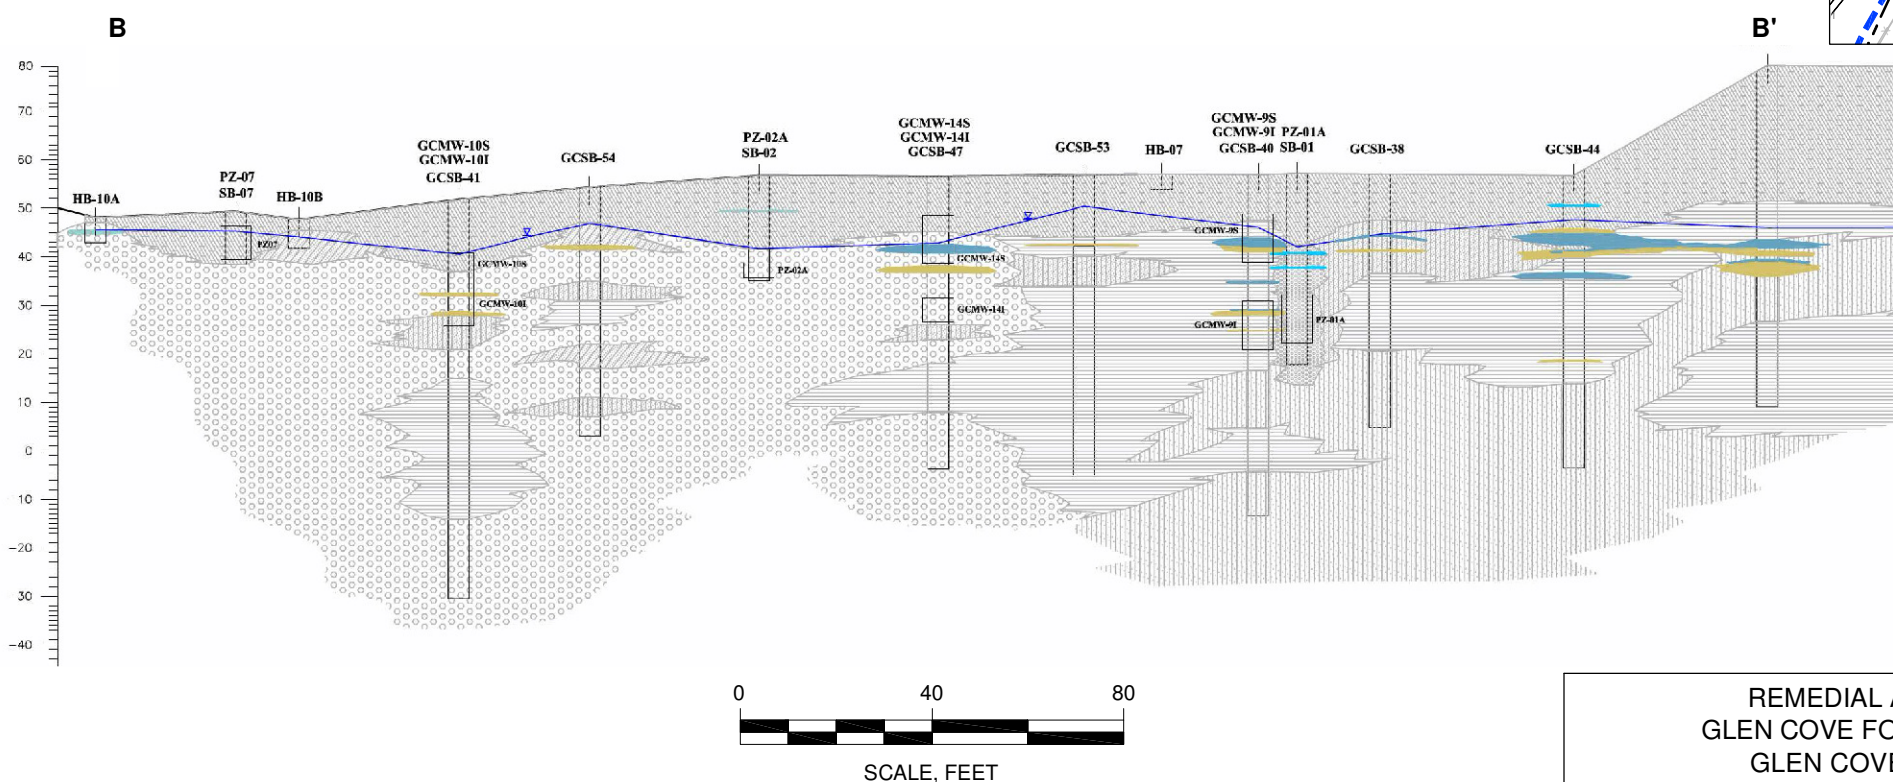 B
B'
80
70
60
50
40
30
20
10
0
-10
-20
30
-40
HB-10A
PZ-07
SB-07
HB-10B
GCMW-10S
GCMW-10I
GCSB-41
GCSB-54
PZ-02A
SB-02
GCMW-14S
GCMW-14I
GCSB-47
GCSB-53
HB-07
GCMW-9S
GCMW-9I PZ-01A
GCSB-40 SB-01
GCSB-38
GCSB-44
PZ07
GCMW-10S
GCMW-10I
PZ-02A
GCMW-14S
GCMW-14I
GCMW-9S
GCMW-9I
PZ-01A
0 40 80
SCALE, FEET
REMEDIAL A
GLEN COVE FO
GLEN COVE